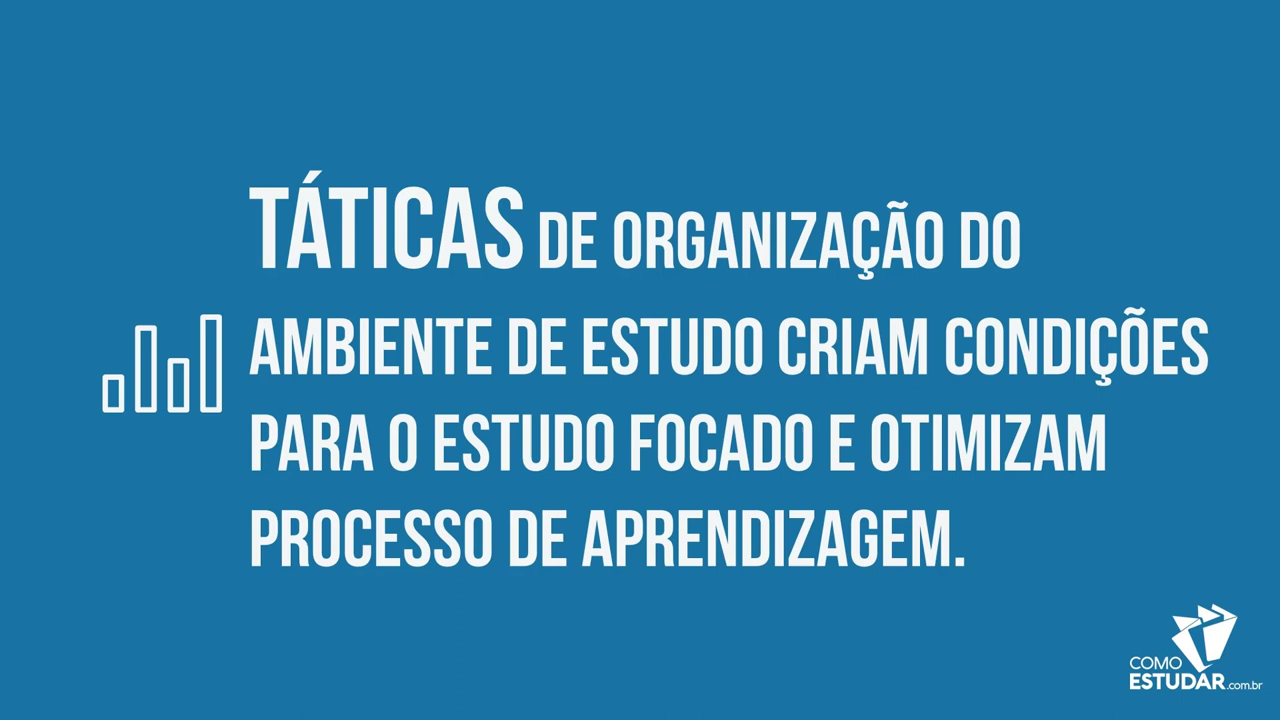 TÁTICAS DE ORGANIZAÇÃO DO
AMBIENTE DE ESTUDO CRIAM CONDIÇÕES
PARA O ESTUDO FOCADO E OTIMIZAM
PROCESSO DE APRENDIZAGEM.
COMO
ESTUDAR.com.br